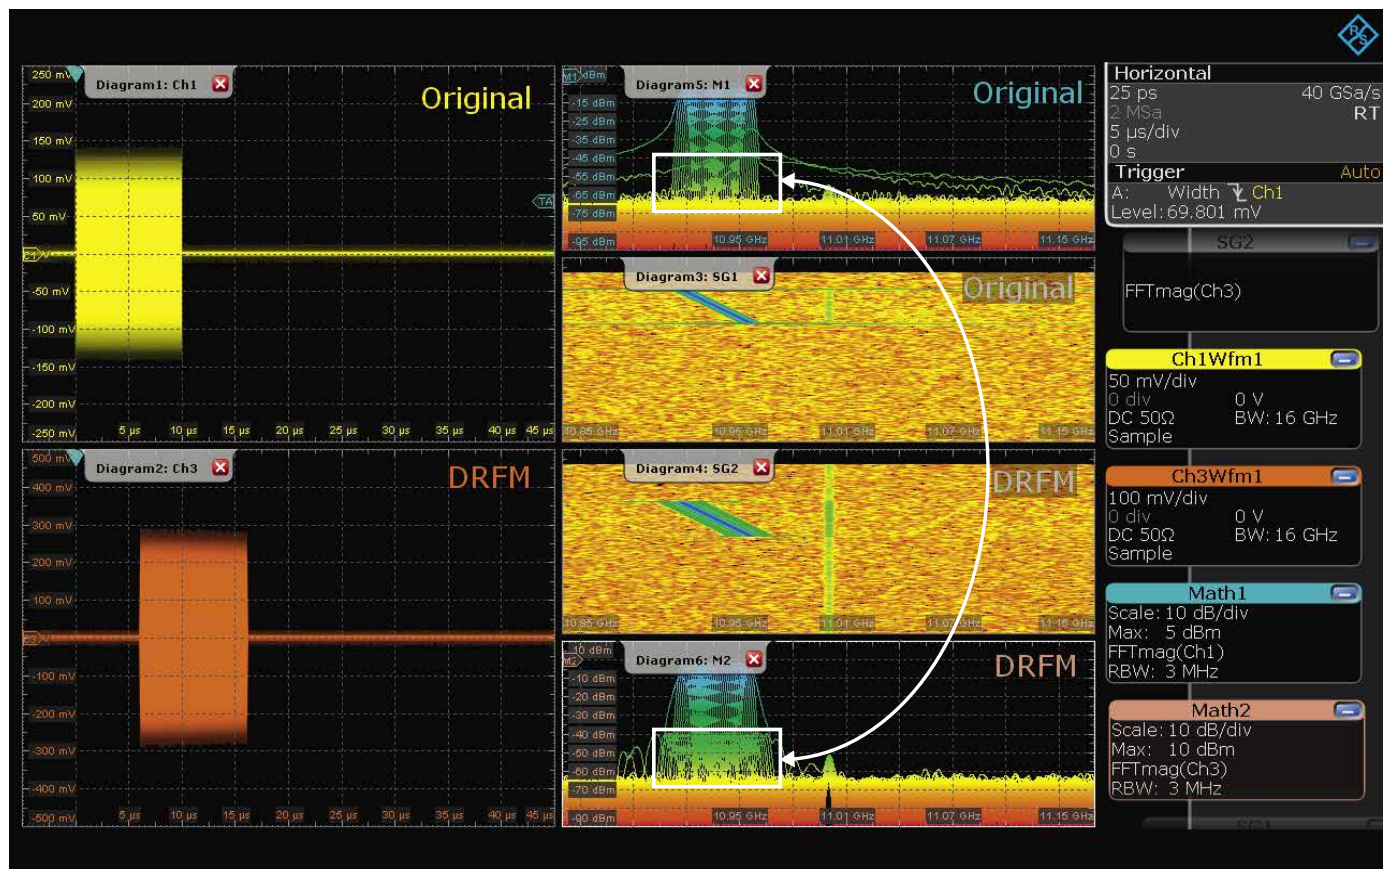 R&S
250 mV
Diagram1: Ch1
Original
200 mV
150 mV
100 mV
50 mV
-50 mV
-100 mV
-150 mV
-200 mV
-250 mV
5 µs 10 µs 15 µs 20 µs 25 µs 30 µs 35 µs 40 µs 45 µs
500 mV
Diagram2: Ch3
DRFM
400 mV
300 mV
200 mV
100 mV
-100 mV
-200 mV
-300 mV
-400 mV
-500 mV
5 µs 10 µs 15 µs 20 µs 25 µs 30 µs 35 µs 40 µs 45 µs
M1 dBm
Diagram5: M1
Original
-15 dBm
-25 dBm
-35 dBm
-45 dBm
-55 dBm
-65 dBm
-75 dBm
TA
-95 dBm 10.95 GHz 11.01 GHz 11.07 GHz 11.15 GHz
Diagram3: SG1
Original
10.85 GHz 10.95 GHz 11.01 GHz 11.07 GHz 11.15 GHz
Diagram4: SG2
DRFM
10.85 GHz 10.95 GHz 11.01 GHz 11.07 GHz 11.15 GHz
10 dBm
M2
Diagram6: M2
DRFM
-10 dBm
-20 dBm
-30 dBm
-40 dBm
-50 dBm
-60 dBm
-70 dBm
-90 dBm 10.95 GHz 11.01 GHz 11.07 GHz 11.15 GHz
Horizontal
25 ps 40 GSa/s
2 MSa RT
5 µs/div
0 s
Trigger Auto
A: Width Ch1
Level: 69.801 mV
SG2
FFTmag(Ch3)
Ch1Wfm1
50 mV/div
0 div 0 V
DC 50Ω BW: 16 GHz
Sample
Ch3Wfm1
100 mV/div
0 div 0 V
DC 50Ω BW: 16 GHz
Sample
Math1
Scale: 10 dB/div
Max: 5 dBm
FFTmag(Ch1)
RBW: 3 MHz
Math2
Scale: 10 dB/div
Max: 10 dBm
FFTmag(Ch3)
RBW: 3 MHz